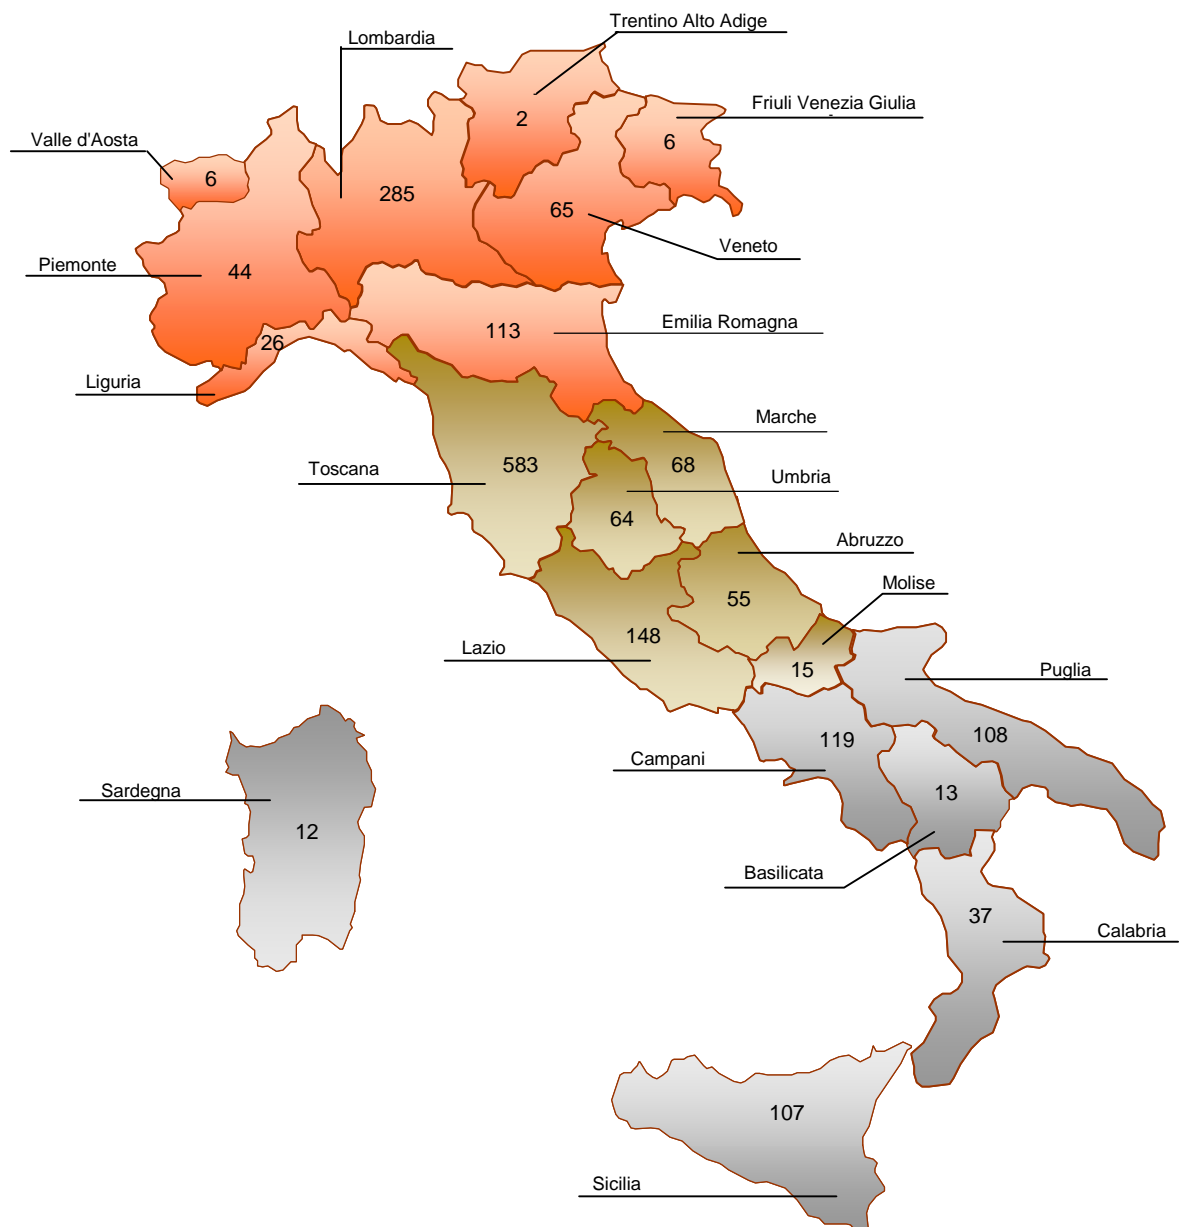 Trentino Alto Adige
Lombardia
Friuli Venezia Giulia
2
Valle d'Aosta
6
6
285
65
Veneto
Piemonte
44
Emilia Romagna
113
26
Liguria
Marche
Toscana
583
68
Umbria
64
Abruzzo
Molise
55
148
Lazio
15
Puglia
119
108
Campani
Sardegna
13
12
Basilicata
37
Calabria
107
Sicilia